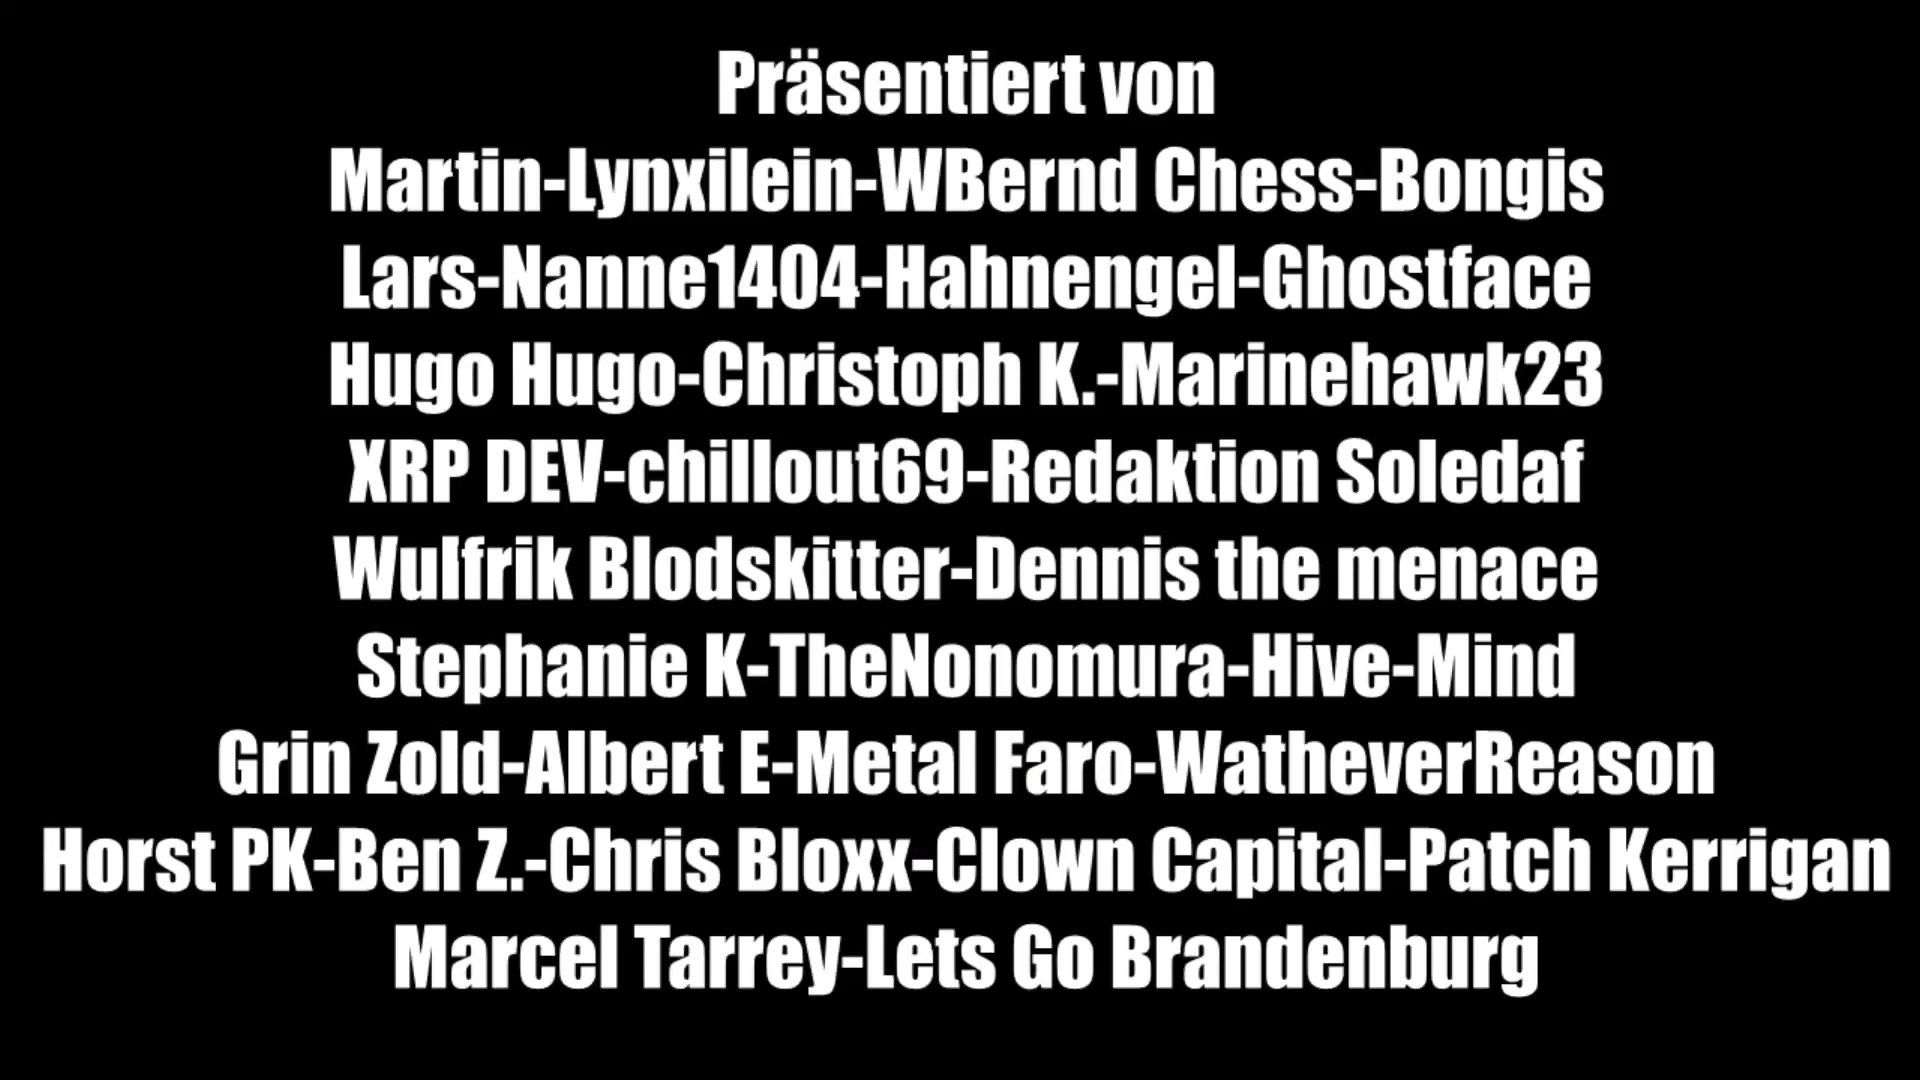 Präsentiert von
Martin-Lynxilein-WBernd Chess-Bongis
Lars-Nanne1404-Hahnengel-Ghostface
Hugo Hugo-Christoph K.-Marinehawk23
XRP DEV-chillout69-Redaktion Soledaf
Wulfrik Blodskitter-Dennis the menace
Stephanie K-TheNonomura-Hive-Mind
Grin Zold-Albert E-Metal Faro-WatheverReason
Horst PK-Ben Z.-Chris Bloxx-Clown Capital-Patch Kerrigan
Marcel Tarrey-Lets Go Brandenburg